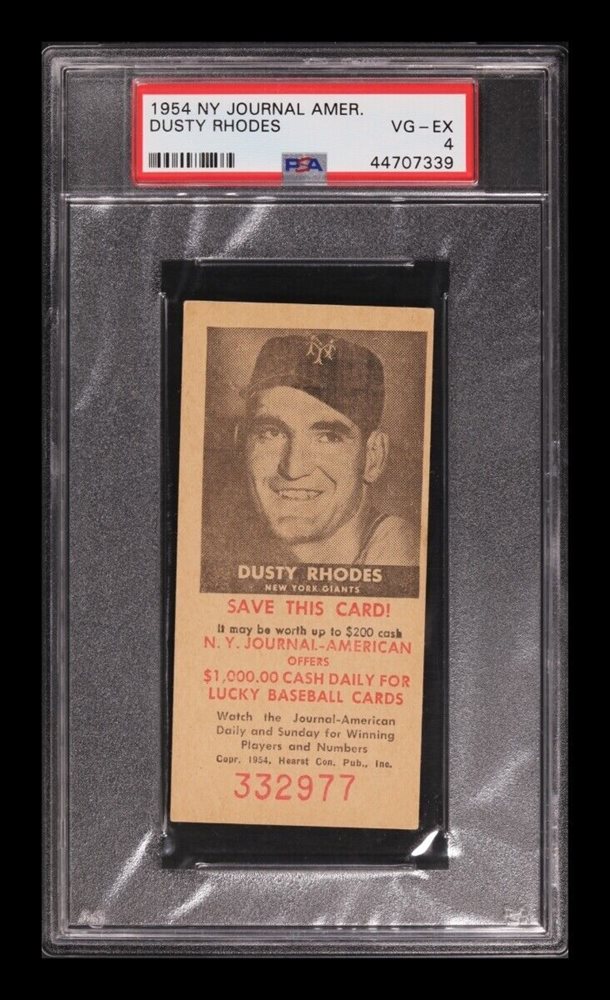 1954 NY JOURNAL AMER.
DUSTY RHODES VG-EX
4
PSA 44707339
NY
DUSTY RHODES
NEW YORK GIANTS
SAVE THIS CARD!
It may be worth up to $200 cash
N. Y. JOURNAL-AMERICAN
OFFERS
$1,000.00 CASH DAILY FOR
LUCKY BASEBALL CARDS
Watch the Journal-American
Daily and Sunday for Winning
Players and Numbers
Copr. 1954, Hearst Con. Pub., Inc.
332977